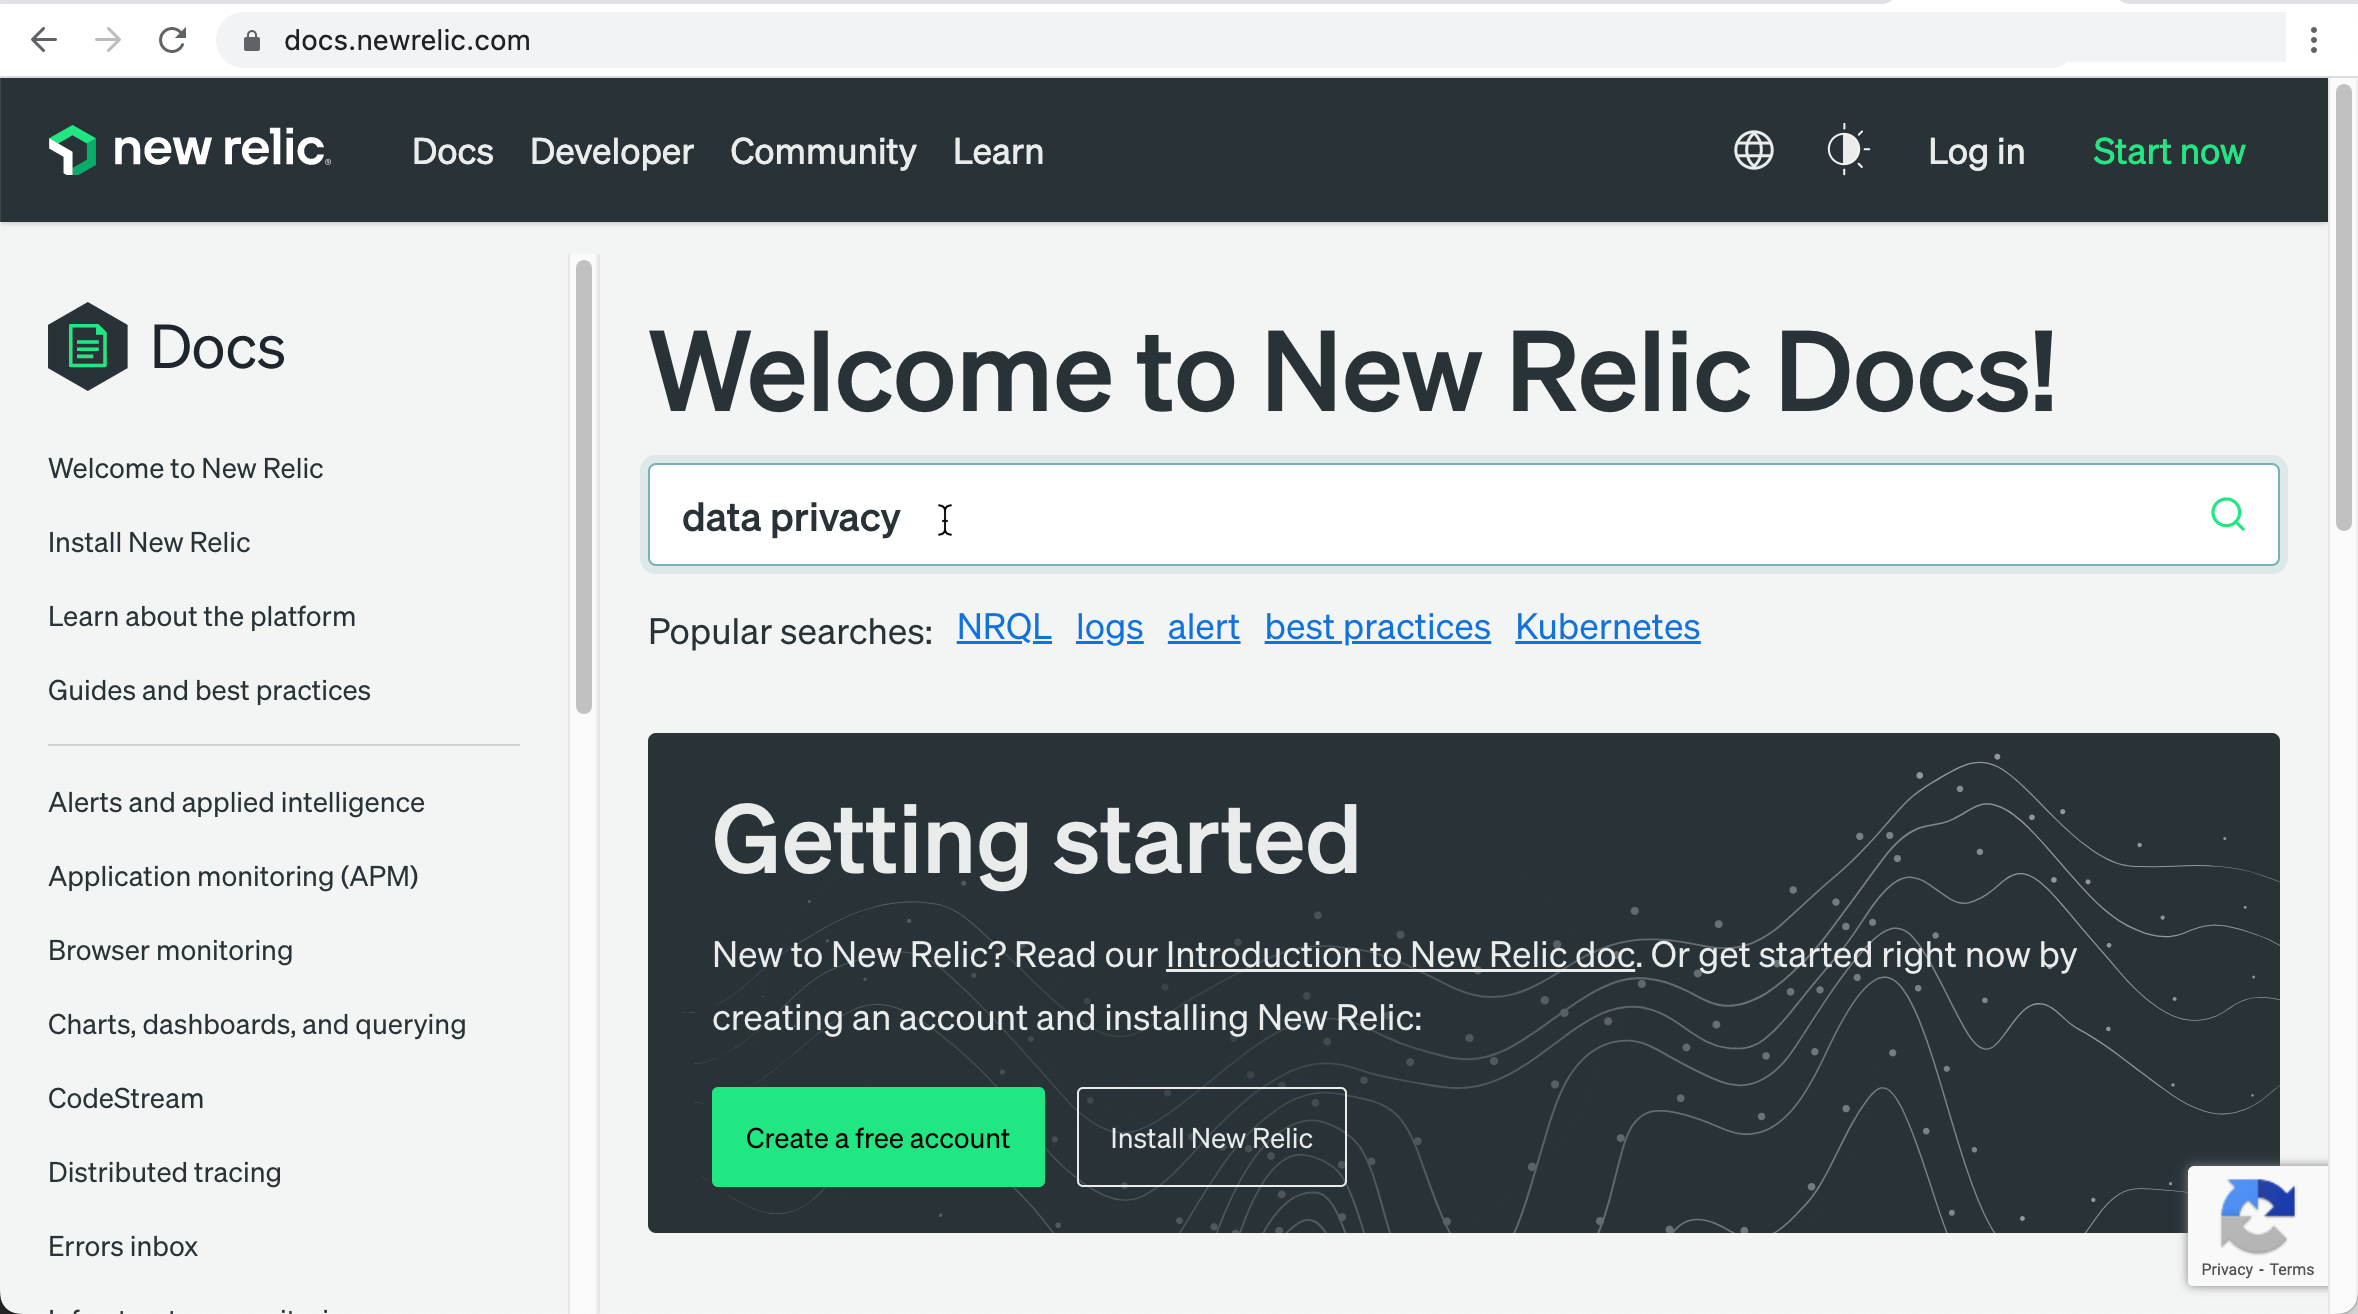 docs.newrelic.com
new relic
Docs Developer Community Learn
Log in Start now
Docs
Welcome to New Relic
Install New Relic
Learn about the platform
Guides and best practices
Alerts and applied intelligence
Application monitoring (APM)
Browser monitoring
Charts, dashboards, and querying
CodeStream
Distributed tracing
Errors inbox
Welcome to New Relic Docs!
data privacy
Popular searches: NRQL logs alert best practices Kubernetes
Getting started
New to New Relic? Read our Introduction to New Relic doc. Or get started right now by
creating an account and installing New Relic:
Create a free account Install New Relic
Privacy - Terms